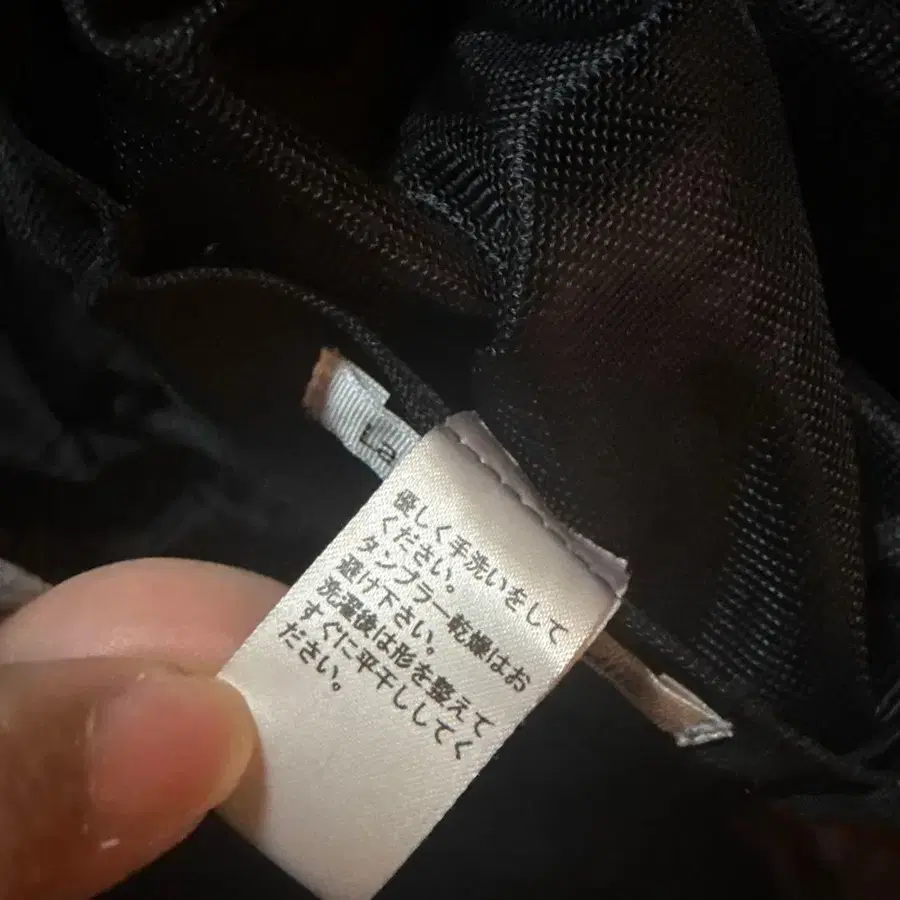 La
優しく手洗いをして
ください。
タンブラー乾燥はお
避け下さい。
洗濯後は形を整えて
すぐに平干ししてく
ださい。